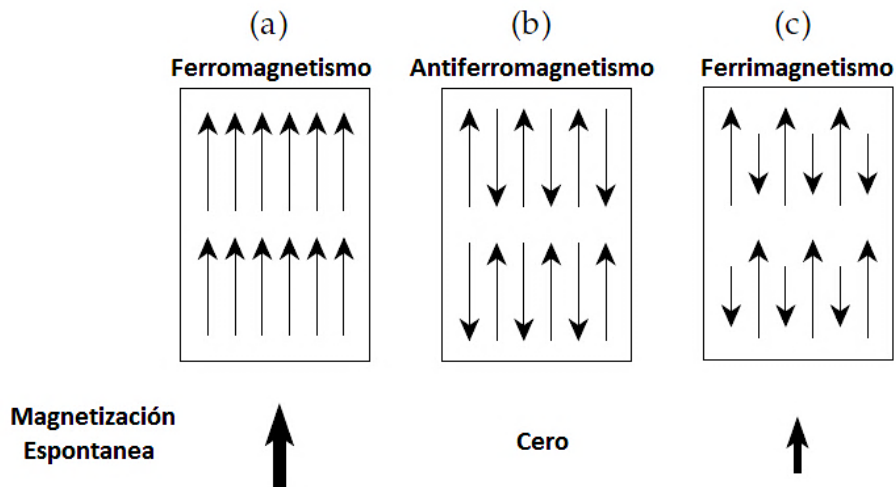 (a) (b) (c)
Ferromagnetismo Antiferromagnetismo Ferrimagnetismo
Magnetización
Espontanea
Cero